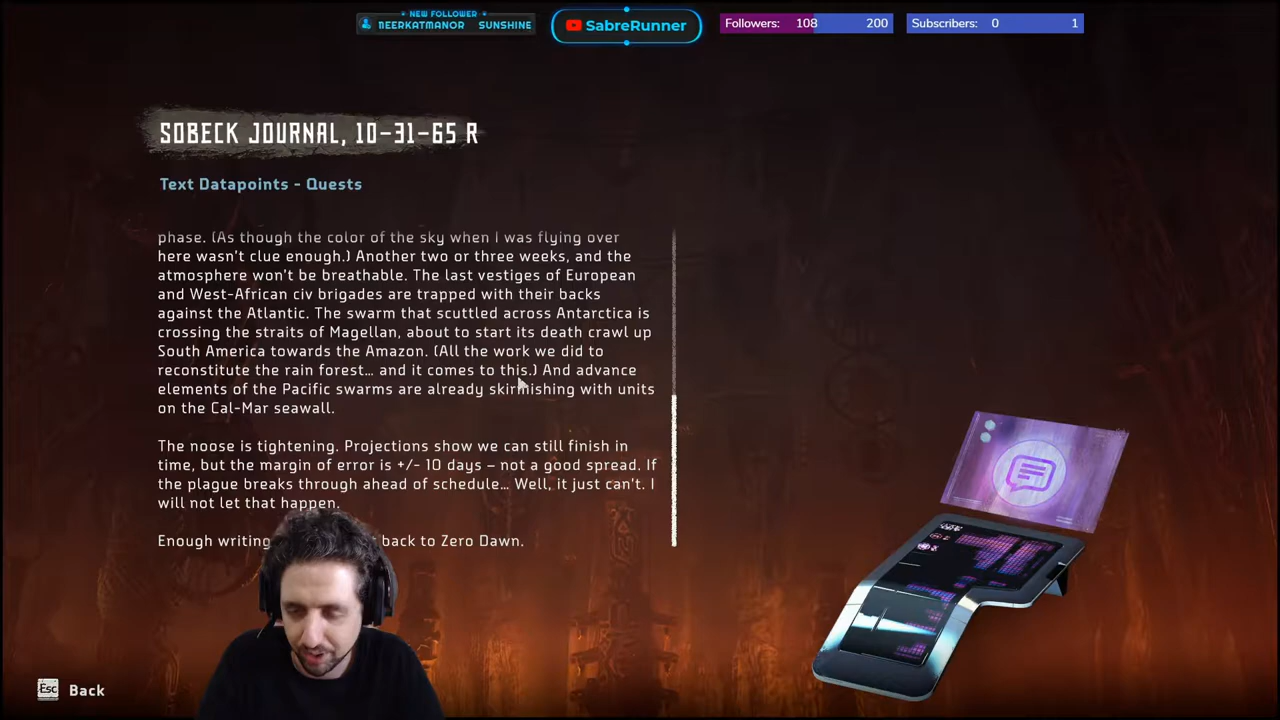 NEW FOLLOWER
NEERKATMANOR SUNSHINE
SabreRunner
Followers: 108 200
Subscribers: 0 1
SOBECK JOURNAL, 10-31-65 R
Text Datapoints - Quests
phase. (As though the color of the sky when I was flying over
here wasn't clue enough.) Another two or three weeks, and the
atmosphere won't be breathable. The last vestiges of European
and West-African civ brigades are trapped with their backs
against the Atlantic. The swarm that scuttled across Antarctica is
crossing the straits of Magellan, about to start its death crawl up
South America towards the Amazon. (All the work we did to
reconstitute the rain forest... and it comes to this.) And advance
elements of the Pacific swarms are already skirmishing with units
on the Cal-Mar seawall.
The noose is tightening. Projections show we can still finish in
time, but the margin of error is +/- 10 days – not a good spread. If
the plague breaks through ahead of schedule... Well, it just can't. I
will not let that happen.
Enough writing back to Zero Dawn.
Esc Back